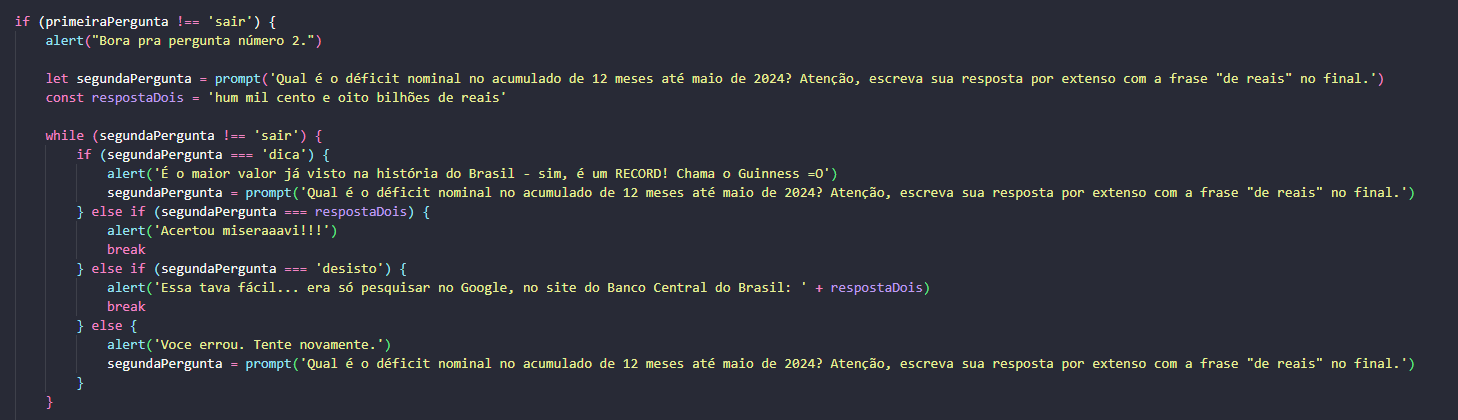 if (primeiraPergunta !== 'sair') {
    alert("Bora pra pergunta número 2.")

    let segundaPergunta = prompt('Qual é o déficit nominal no acumulado de 12 meses até maio de 2024? Atenção, escreva sua resposta por extenso com a frase "de reais" no final.')
    const respostaDois = 'hum mil cento e oito bilhões de reais'

    while (segundaPergunta !== 'sair') {
        if (segundaPergunta === 'dica') {
            alert('É o maior valor já visto na história do Brasil - sim, é um RECORD! Chama o Guinness =O')
            segundaPergunta = prompt('Qual é o déficit nominal no acumulado de 12 meses até maio de 2024? Atenção, escreva sua resposta por extenso com a frase "de reais" no final.')
        } else if (segundaPergunta === respostaDois) {
            alert('Acertou miseraaavi!!!')
            break
        } else if (segundaPergunta === 'desisto') {
            alert('Essa tava fácil... era só pesquisar no Google, no site do Banco Central do Brasil: ' + respostaDois)
            break
        } else {
            alert('Voce errou. Tente novamente.')
            segundaPergunta = prompt('Qual é o déficit nominal no acumulado de 12 meses até maio de 2024? Atenção, escreva sua resposta por extenso com a frase "de reais" no final.')
        }
    }